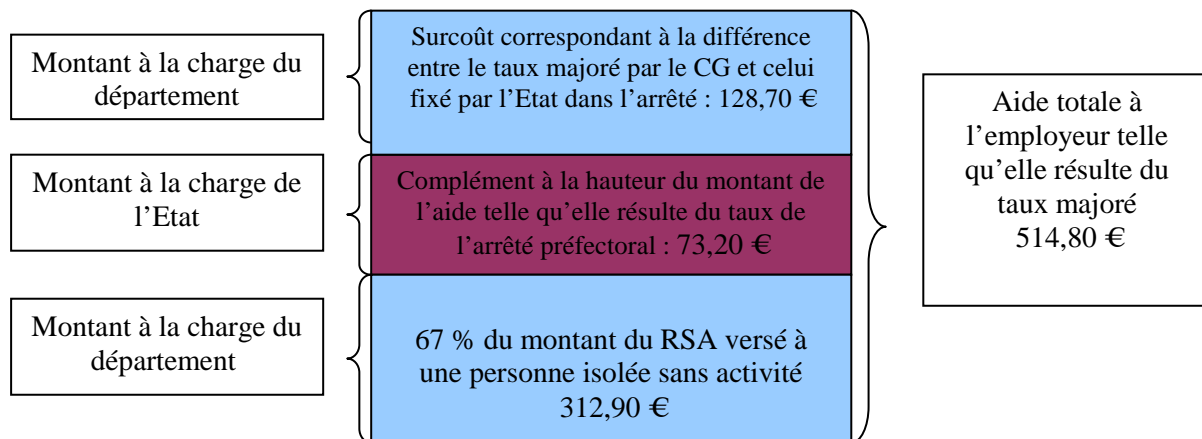 Montant à la charge du
département
Surcoût correspondant à la différence
entre le taux majoré par le CG et celui
fixé par l’Etat dans l’arrêté : 128,70 €
Montant à la charge de
l’Etat
Complément à la hauteur du montant de
l’aide telle qu’elle résulte du taux de
l’arrêté préfectoral : 73,20 €
Montant à la charge du
département
67 % du montant du RSA versé à
une personne isolée sans activité
312,90 €
Aide totale à
l’employeur telle
qu’elle résulte du
taux majoré
514,80 €